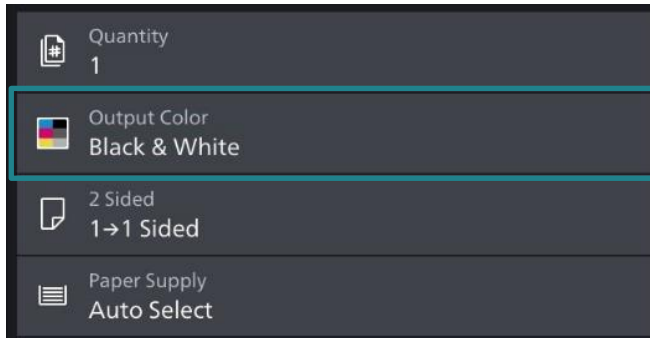 Quantity
1
Output Color
Black & White
2 Sided
1→1 Sided
Paper Supply
Auto Select